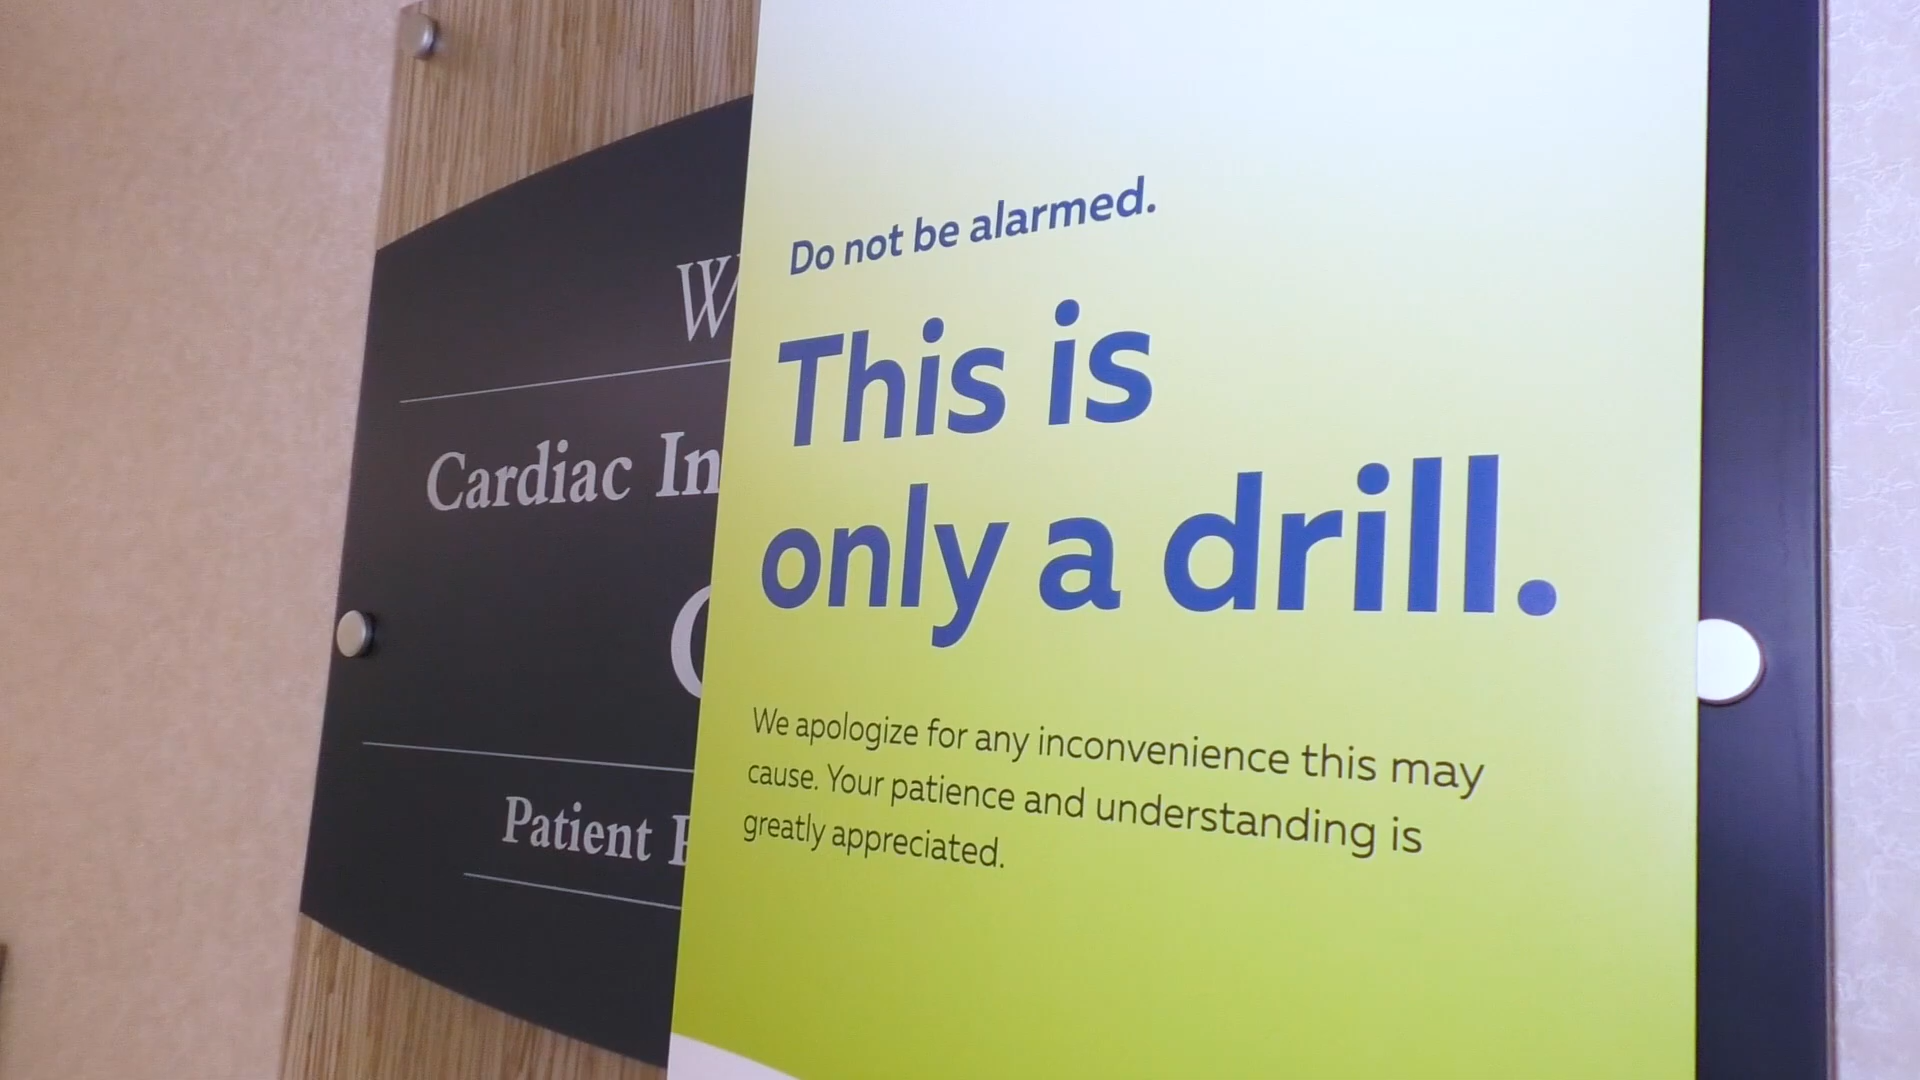 Cardiac
Patient
Do not be alarmed.
This is
only a drill.
We apologize for any inconvenience this may
cause. Your patience and understanding is
greatly appreciated.